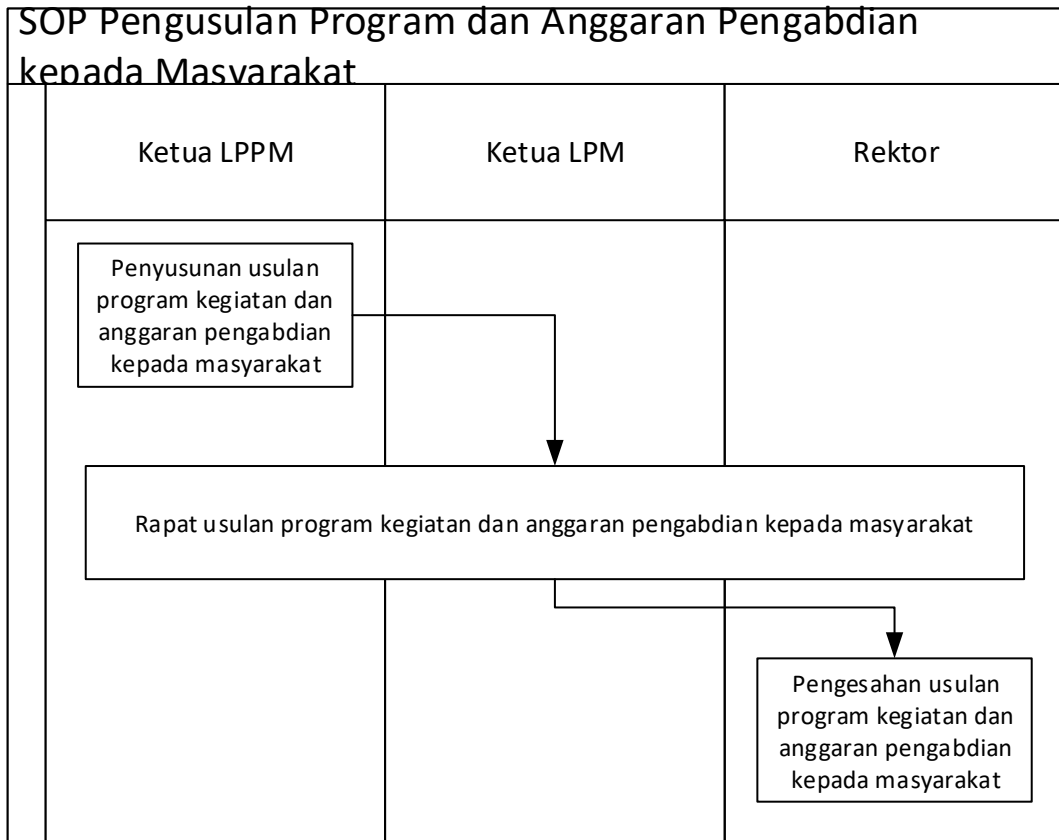 SOP Pengusulan Program dan Anggaran Pengabdian
kepada Masyarakat
Ketua LPPM
Ketua LPM
Rektor
Penyusunan usulan
program kegiatan dan
anggaran pengabdian
kepada masyarakat
Rapat usulan program kegiatan dan anggaran pengabdian kepada masyarakat
Pengesahan usulan
program kegiatan dan
anggaran pengabdian
kepada masyarakat